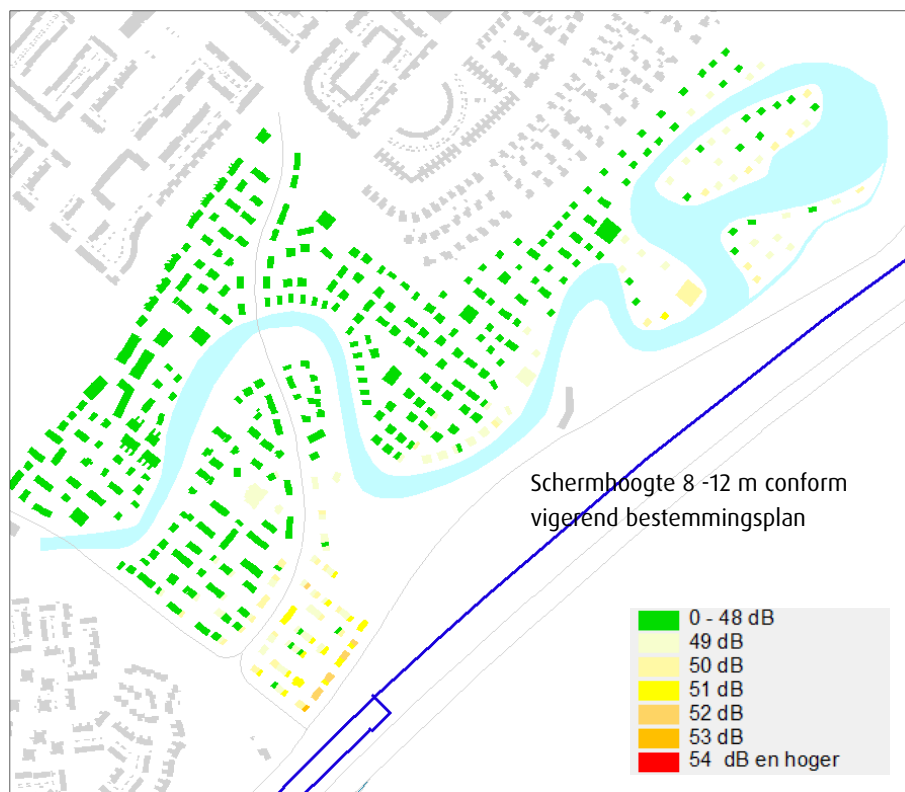 Schermhoogte 8 -12 m conform
vigerend bestemmingsplan
0 - 48 dB
49 dB
50 dB
51 dB
52 dB
53 dB
54 dB en hoger